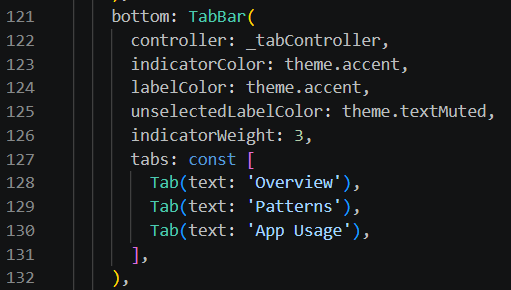 121 bottom: TabBar(
122 controller: _tabController,
123 indicatorColor: theme.accent,
124 labelColor: theme.accent,
125 unselectedLabelColor: theme.textMuted,
126 indicatorWeight: 3,
127 tabs: const [
128 Tab(text: 'Overview'),
129 Tab(text: 'Patterns'),
130 Tab(text: 'App Usage'),
131 ],
132 ),